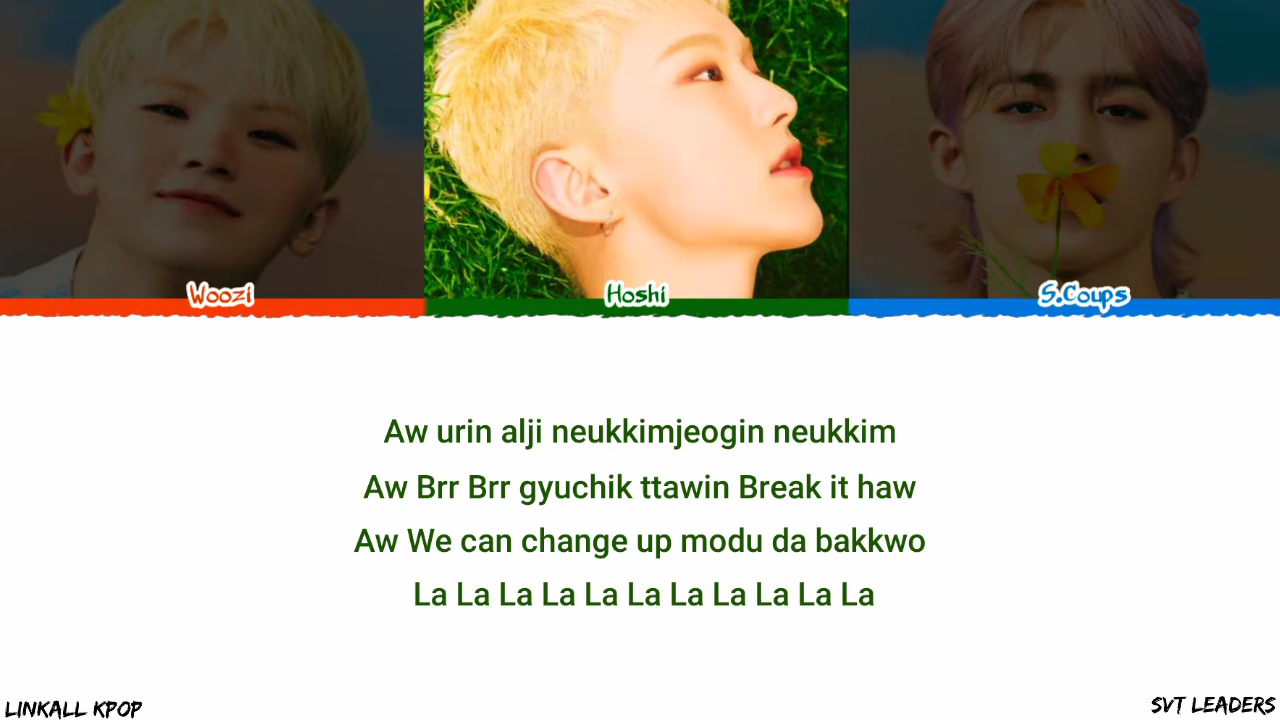 Woozi
Hoshi
S.Coups
Aw urin alji neukkimjeogin neukkim
Aw Brr Brr gyuchik ttawin Break it haw
Aw We can change up modu da bakkwo
La La La La La La La La La La La
LINKALL KPOP
SVT LEADERS